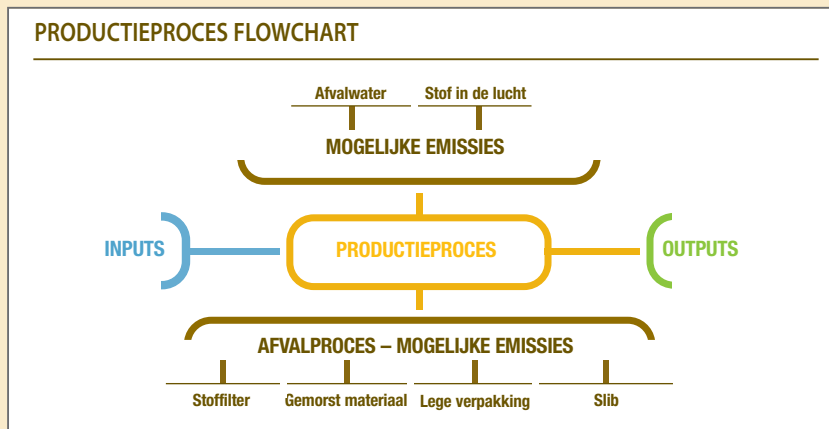 PRODUCTIEPROCES FLOWCHART
Afvalwater
Stof in de lucht
MOGELIJKE EMISSIES
INPUTS
PRODUCTIEPROCES
OUTPUTS
AFVALPROCES – MOGELIJKE EMISSIES
Stoffilter
Gemorst materiaal
Lege verpakking
Slib